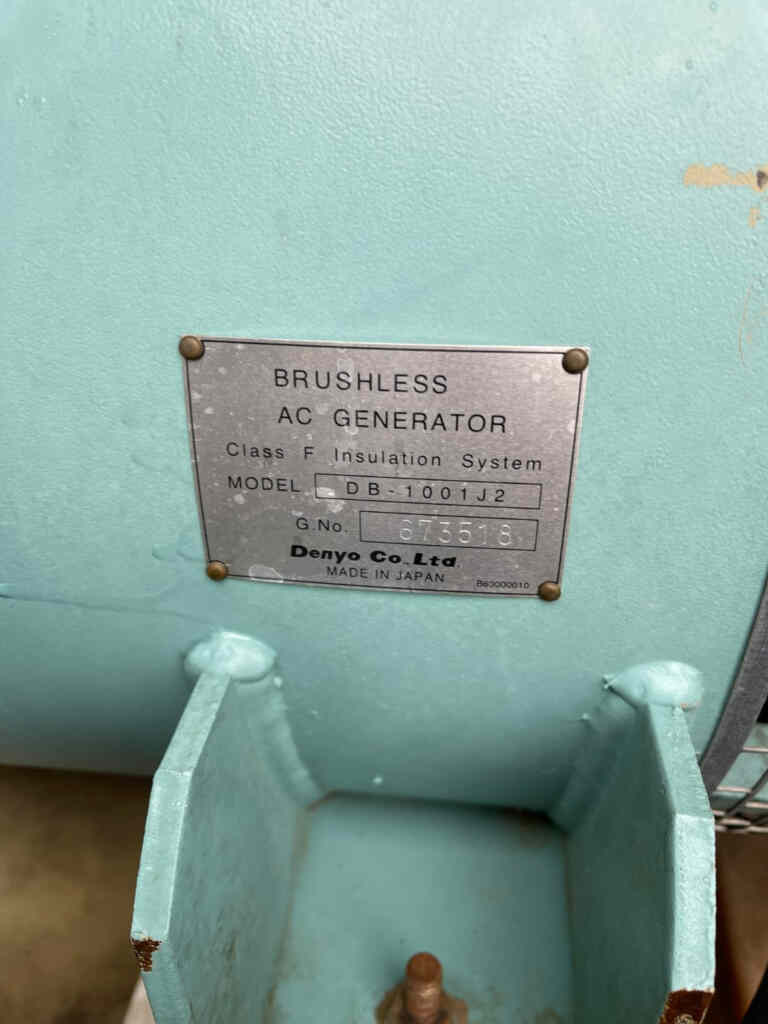 BRUSHLESS
AC GENERATOR
Class F Insulation System
MODEL DB-1001J2
G.No. 673518
Denyo Co.,Ltd.
MADE IN JAPAN B63000010